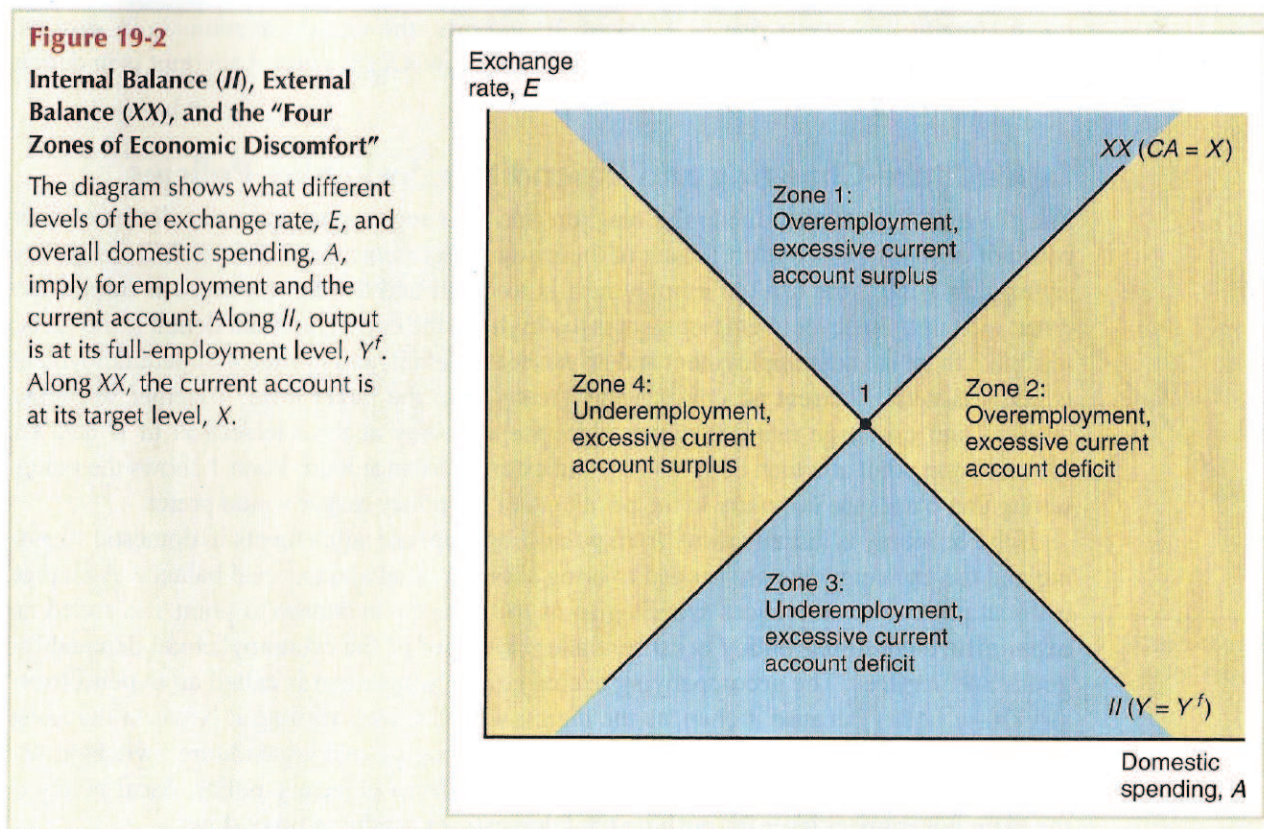 Figure 19-2
Internal Balance (II), External
Balance (XX), and the "Four
Zones of Economic Discomfort"
The diagram shows what different
levels of the exchange rate, E, and
overall domestic spending, A,
imply for employment and the
current account. Along II, output
is at its full-employment level, Yᶠ.
Along XX, the current account is
at its target level, X.
Exchange
rate, E
XX (CA = X)
Zone 1:
Overemployment,
excessive current
account surplus
Zone 4:
Underemployment,
excessive current
account surplus
1
Zone 2:
Overemployment,
excessive current
account deficit
Zone 3:
Underemployment,
excessive current
account deficit
II (Y = Yᶠ)
Domestic
spending, A